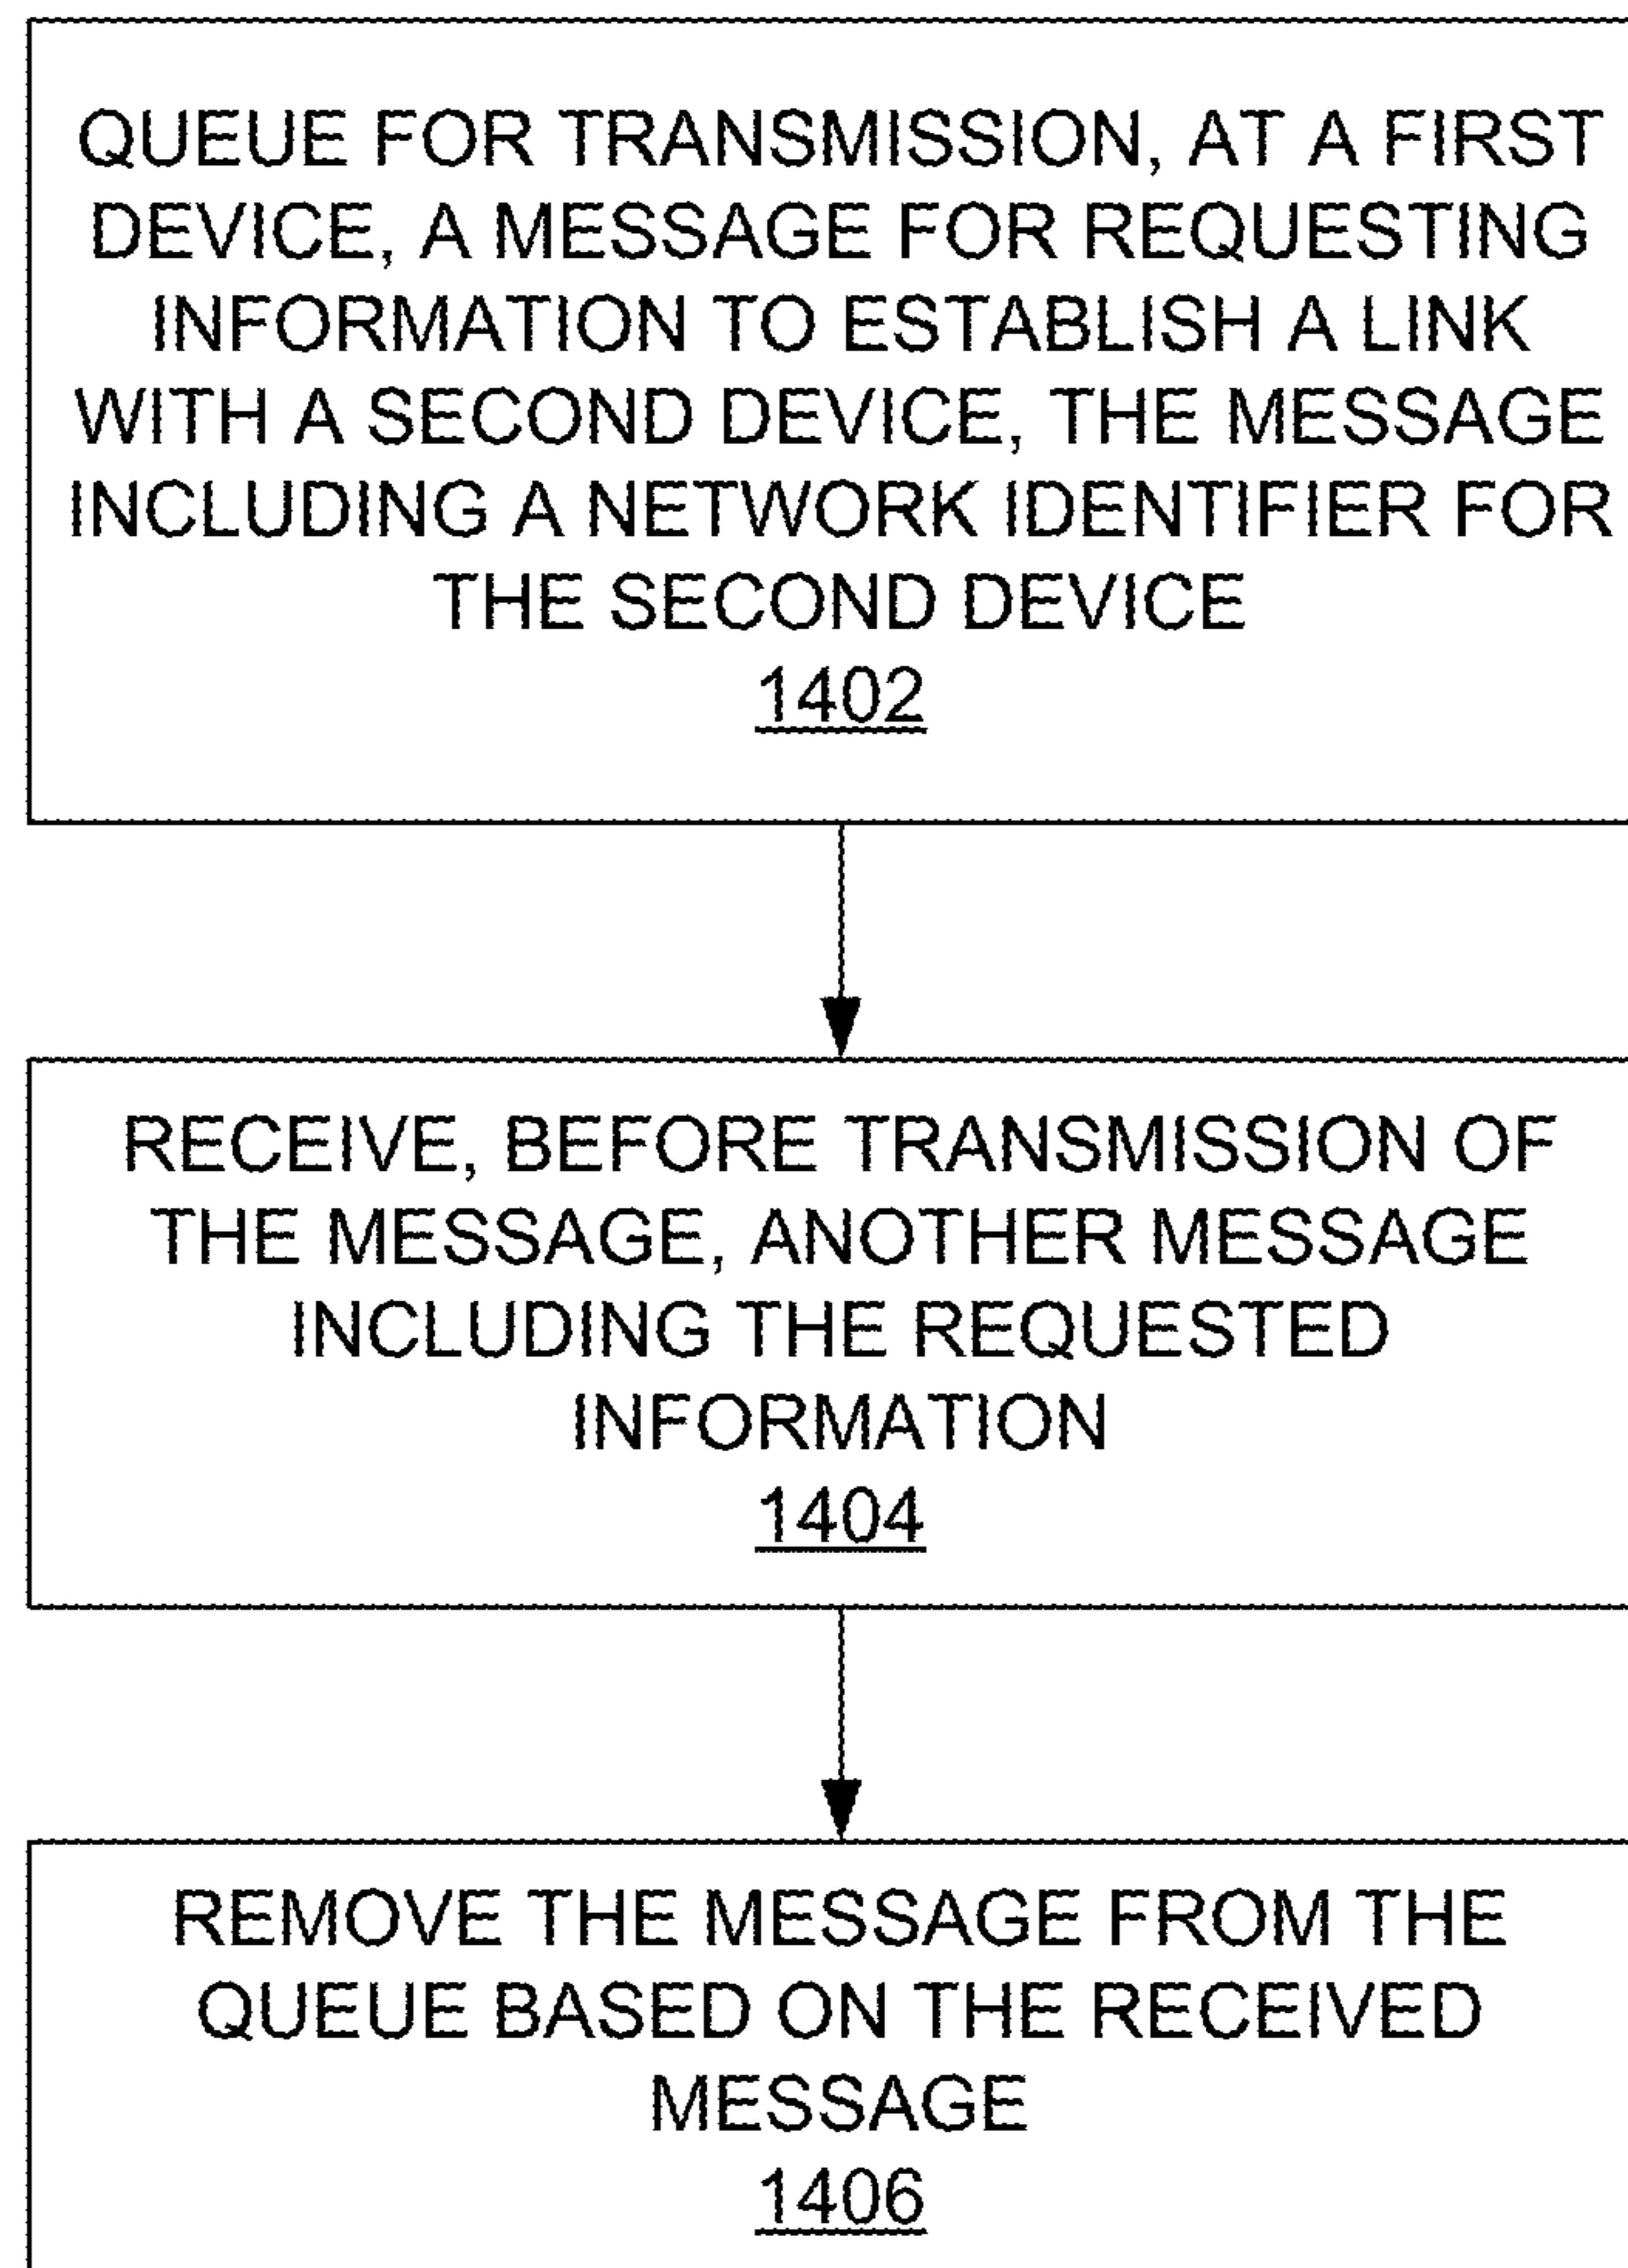 QUEUE FOR TRANSMISSION, AT A FIRST
DEVICE, A MESSAGE FOR REQUESTING
INFORMATION TO ESTABLISH A LINK
WITH A SECOND DEVICE, THE MESSAGE
INCLUDING A NETWORK IDENTIFIER FOR
THE SECOND DEVICE
1402
RECEIVE, BEFORE TRANSMISSION OF
THE MESSAGE, ANOTHER MESSAGE
INCLUDING THE REQUESTED
INFORMATION
1404
REMOVE THE MESSAGE FROM THE
QUEUE BASED ON THE RECEIVED
MESSAGE
1406